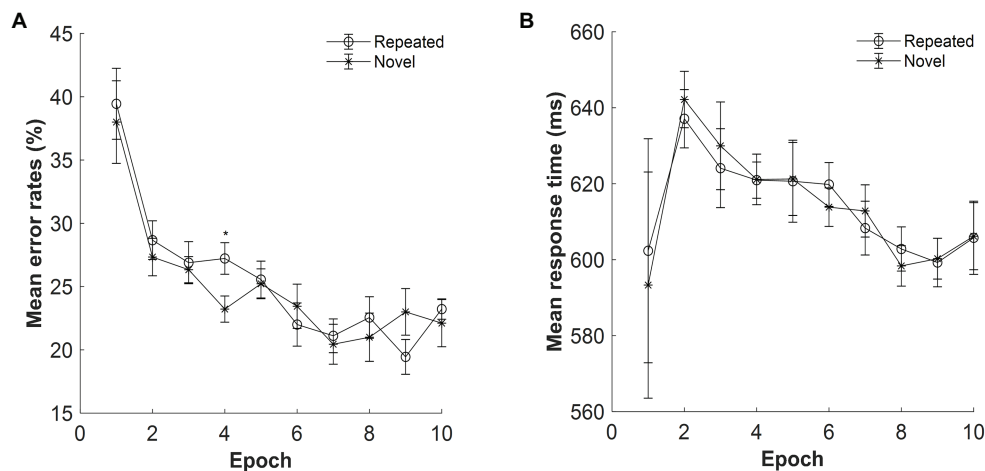 A
Mean error rates (%)
45
40
35
30
25
20
15
0
2
4
6
8
10
Epoch
Repeated
Novel
*
B
Mean response time (ms)
660
640
620
600
580
560
0
2
4
6
8
10
Epoch
Repeated
Novel